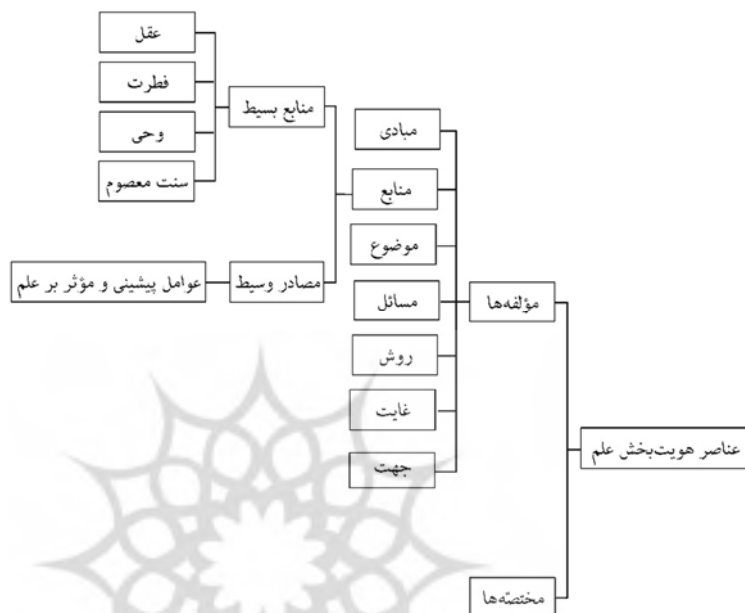 عناصر هویت‌بخش علم
مؤلفه‌ها
مبادی
منابع
منابع بسیط
عقل
فطرت
وحی
سنت معصوم
مصادر وسیط
عوامل پیشینی و مؤثر بر علم
موضوع
مسائل
روش
غایت
جهت
مختصّه‌ها